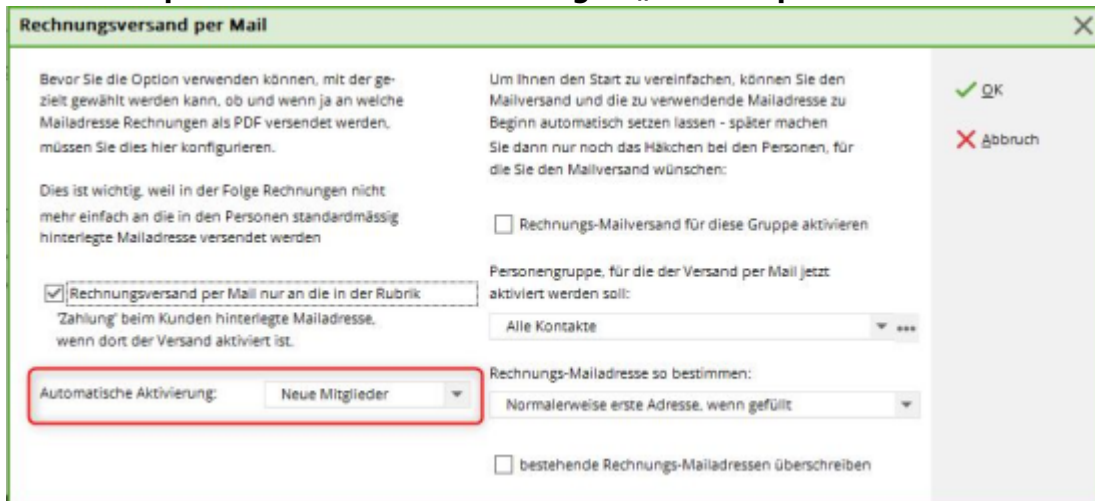 Rechnungsversand per Mail
Bevor Sie die Option verwenden können, mit der ge-
zielt gewählt werden kann, ob und wenn ja an welche
Mailadresse Rechnungen als PDF versendet werden,
müssen Sie dies hier konfigurieren.
Dies ist wichtig, weil in der Folge Rechnungen nicht
mehr einfach an die in den Personen standardmässig
hinterlegte Mailadresse versendet werden
Rechnungsversand per Mail nur an die in der Rubrik
'Zahlung' beim Kunden hinterlegte Mailadresse,
wenn dort der Versand aktiviert ist.
Automatische Aktivierung: Neue Mitglieder
Um Ihnen den Start zu vereinfachen, können Sie den
Mailversand und die zu verwendende Mailadresse zu
Beginn automatisch setzen lassen - später machen
Sie dann nur noch das Häkchen bei den Personen, für
die Sie den Mailversand wünschen:
Rechnungs-Mailversand für diese Gruppe aktivieren
Personengruppe, für die der Versand per Mail jetzt
aktiviert werden soll:
Alle Kontakte
Rechnungs-Mailadresse so bestimmen:
Normalerweise erste Adresse, wenn gefüllt
bestehende Rechnungs-Mailadressen überschreiben
OK
Abbruch